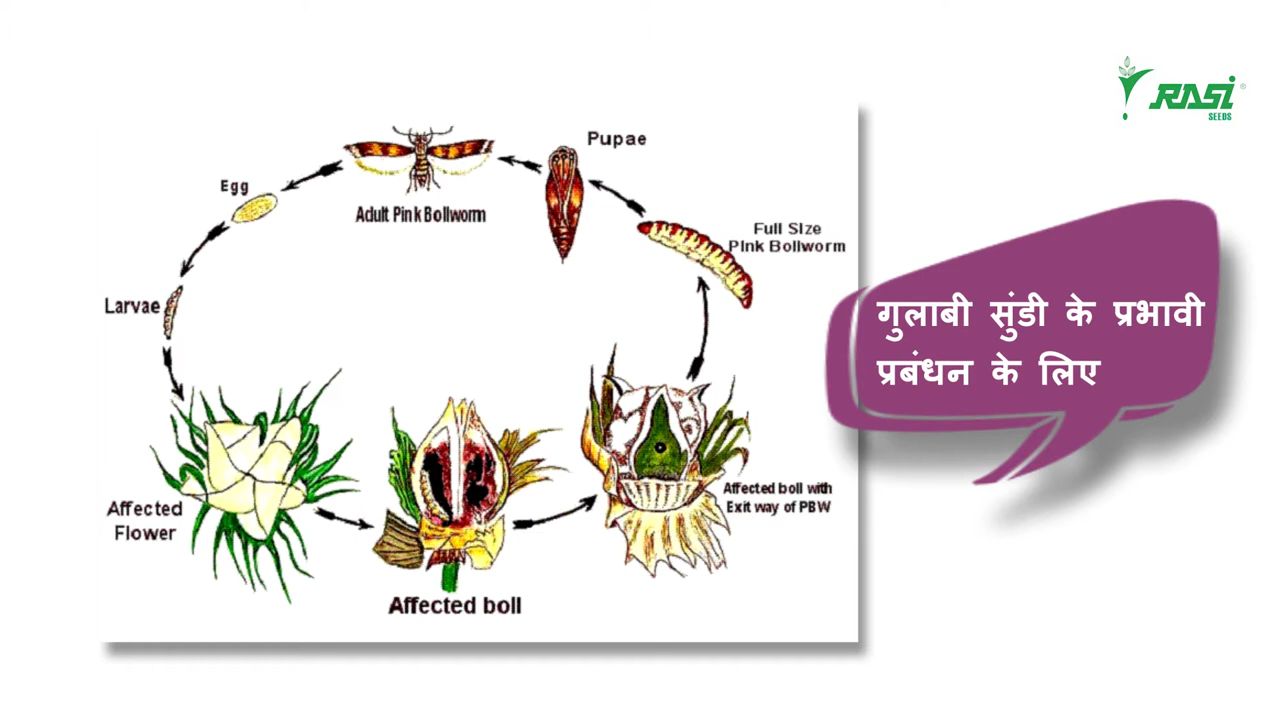 RASI
SEEDS
Pupae
Egg
Adult Pink Bollworm
Full Size
Pink Bollworm
Larvae
गुलाबी सुंडी के प्रभावी
प्रबंधन के लिए
Affected boll with
Exit way of PBW
Affected
Flower
Affected boll